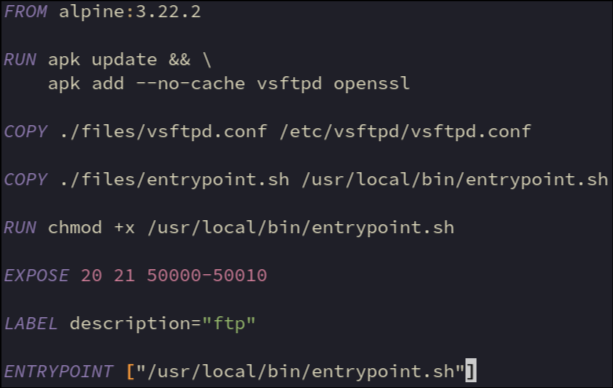 FROM alpine:3.22.2
RUN apk update && \
    apk add --no-cache vsftpd openssl
COPY ./files/vsftpd.conf /etc/vsftpd/vsftpd.conf
COPY ./files/entrypoint.sh /usr/local/bin/entrypoint.sh
RUN chmod +x /usr/local/bin/entrypoint.sh
EXPOSE 20 21 50000-50010
LABEL description="ftp"
ENTRYPOINT ["/usr/local/bin/entrypoint.sh"]